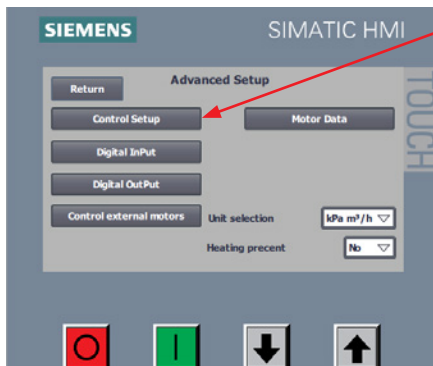 SIEMENS
SIMATIC HMI
TOUCH
Advanced Setup
Return
Control Setup
Motor Data
Digital InPut
Digital OutPut
Control external motors
Unit selection
kPa m³/h
Heating precent
No